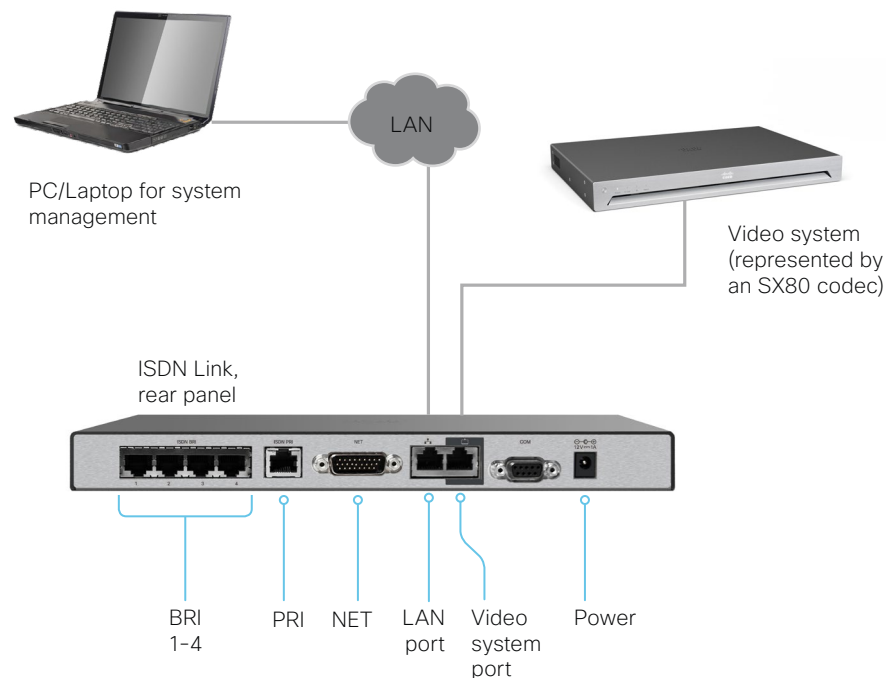 LAN
PC/Laptop for system
management
Video system
(represented by
an SX80 codec)
ISDN Link,
rear panel
ISDN BRI
ISDN PRI
NET
COM
12V 1A
1
2
3
4
BRI
1-4
PRI
NET
LAN
port
Video
system
port
Power